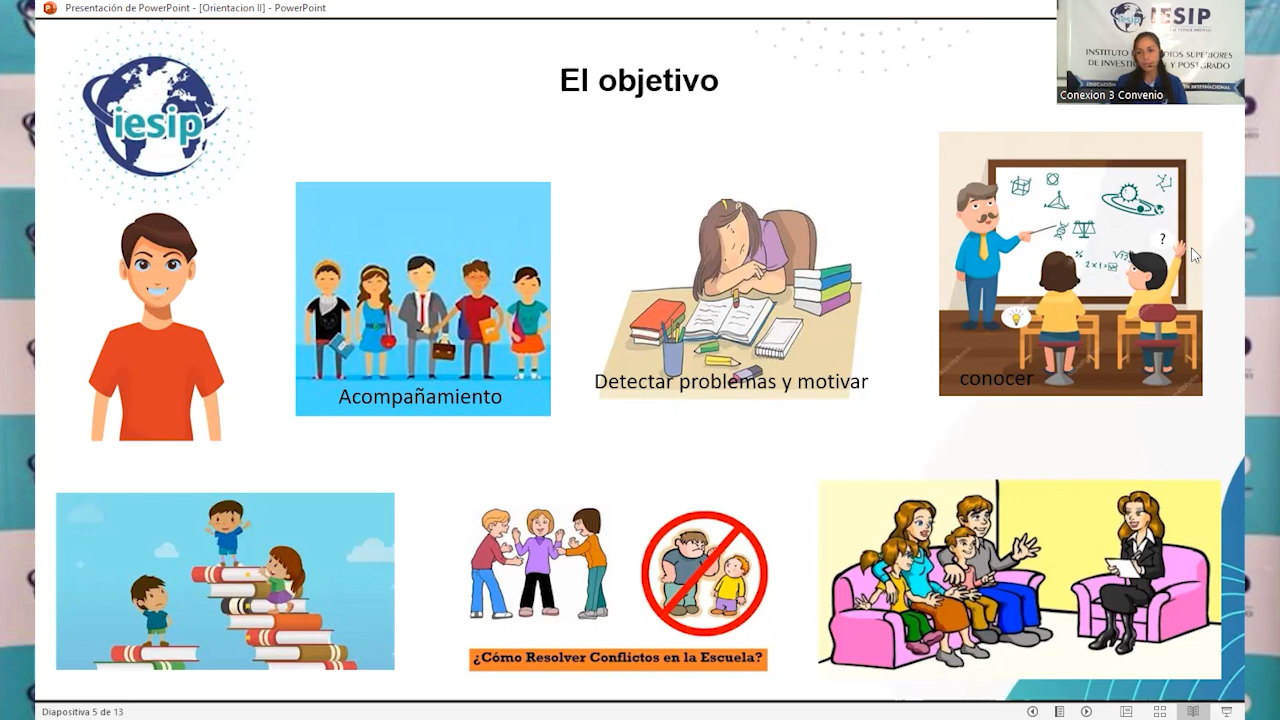 Presentación de PowerPoint - [Orientacion II] - PowerPoint
IESIP
INSTITUTO DE ESTUDIOS SUPERIORES
DE INVESTIGACIÓN Y POSTGRADO
Conexion 3 Convenio
El objetivo
iesip
?
2x1=
Acompañamiento
Detectar problemas y motivar
conocer
¿Cómo Resolver Conflictos en la Escuela?
Diapositiva 5 de 13